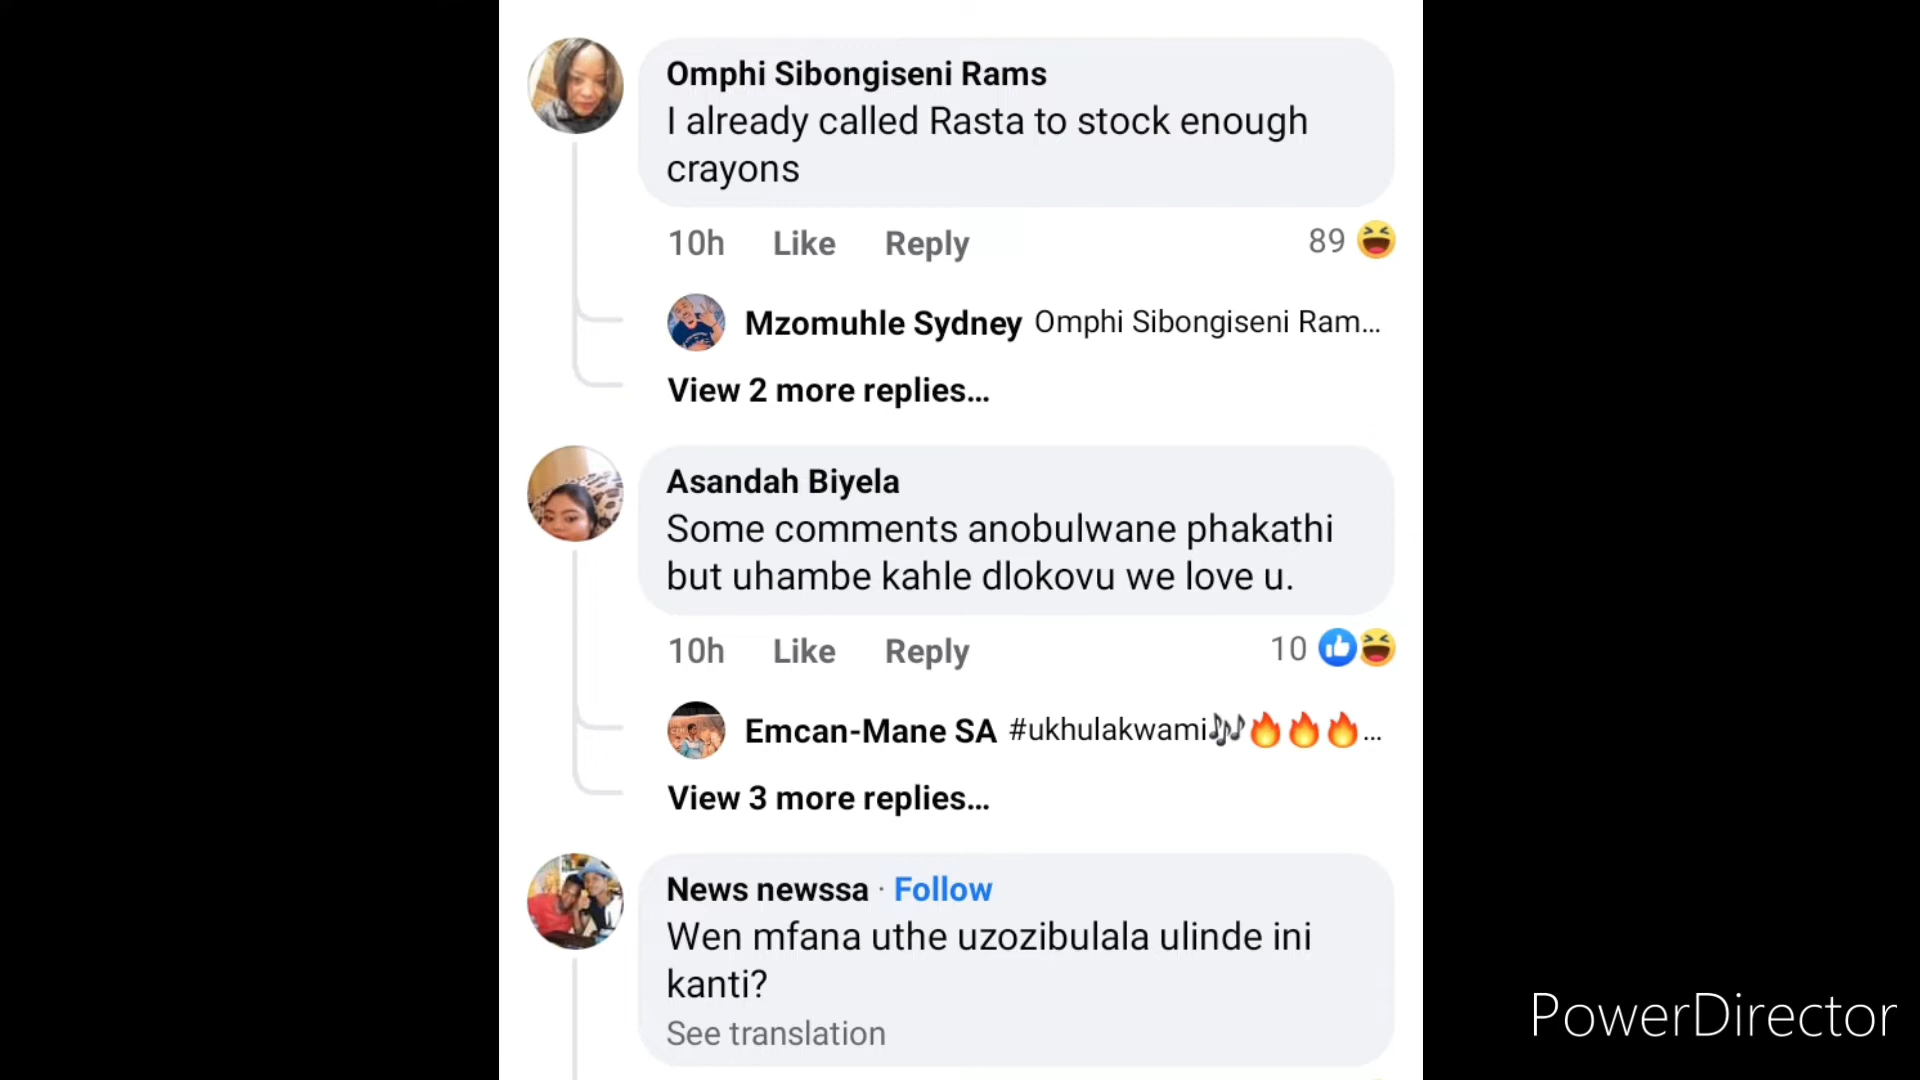 Omphi Sibongiseni Rams
I already called Rasta to stock enough
crayons
10h Like Reply 89
Mzomuhle Sydney Omphi Sibongiseni Ram...
View 2 more replies...
Asandah Biyela
Some comments anobulwane phakathi
but uhambe kahle dlokovu we love u.
10h Like Reply 10
Emcan-Mane SA #ukhulakwami🎶🔥🔥🔥...
View 3 more replies...
News newssa · Follow
Wen mfana uthe uzozibulala ulinde ini
kanti?
See translation
PowerDirector